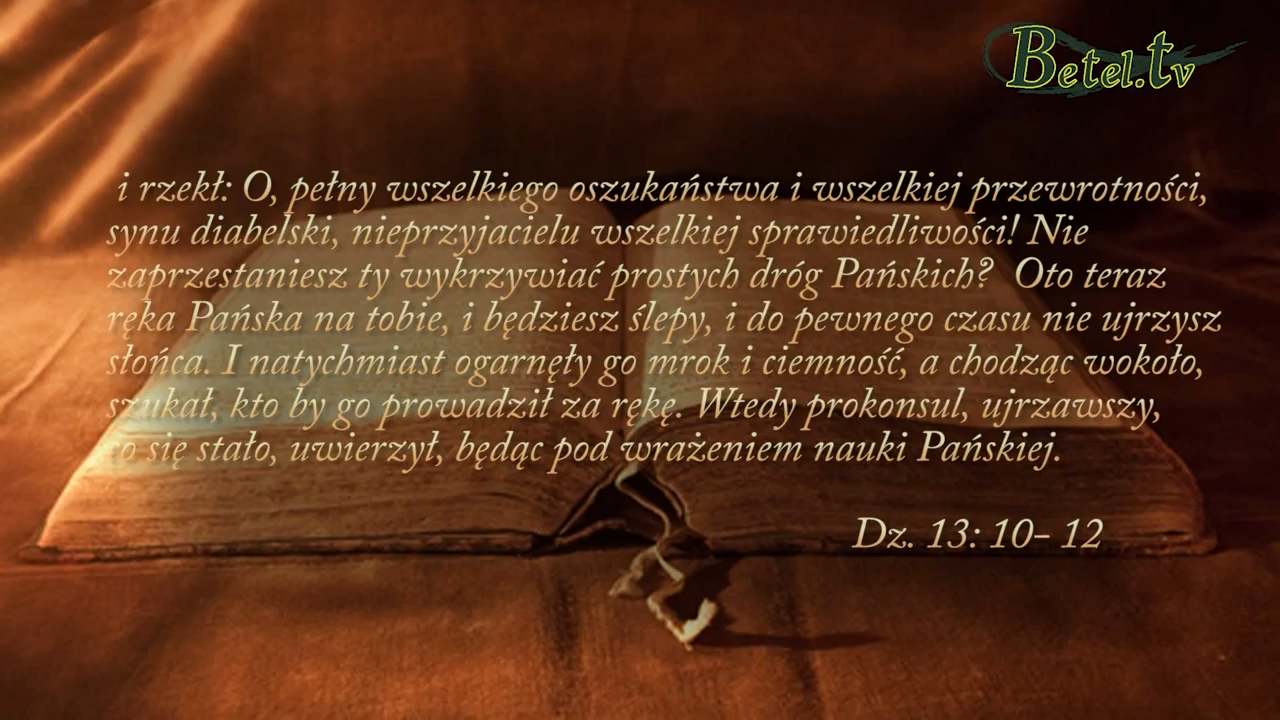 Betel.tv
i rzekł: O, pełny wszelkiego oszukaństwa i wszelkiej przewrotności,
synu diabelski, nieprzyjacielu wszelkiej sprawiedliwości! Nie
zaprzestaniesz ty wykrzywiać prostych dróg Pańskich? Oto teraz
ręka Pańska na tobie, i będziesz ślepy, i do pewnego czasu nie ujrzysz
słońca. I natychmiast ogarnęły go mrok i ciemność, a chodząc wokoło,
szukał, kto by go prowadził za rękę. Wtedy prokonsul, ujrzawszy,
co się stało, uwierzył, będąc pod wrażeniem nauki Pańskiej.
Dz. 13: 10- 12